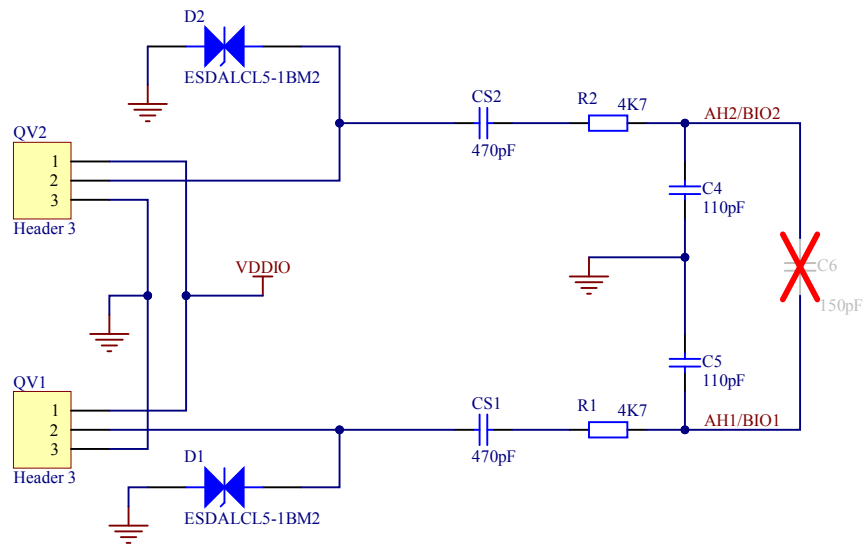 D2
ESDALCL5-1BM2
CS2
470pF
R2
4K7
AH2/BIO2
QV2
1
2
3
Header 3
C4
110pF
VDDIO
C6
150pF
QV1
1
2
3
Header 3
C5
110pF
CS1
470pF
R1
4K7
AH1/BIO1
D1
ESDALCL5-1BM2